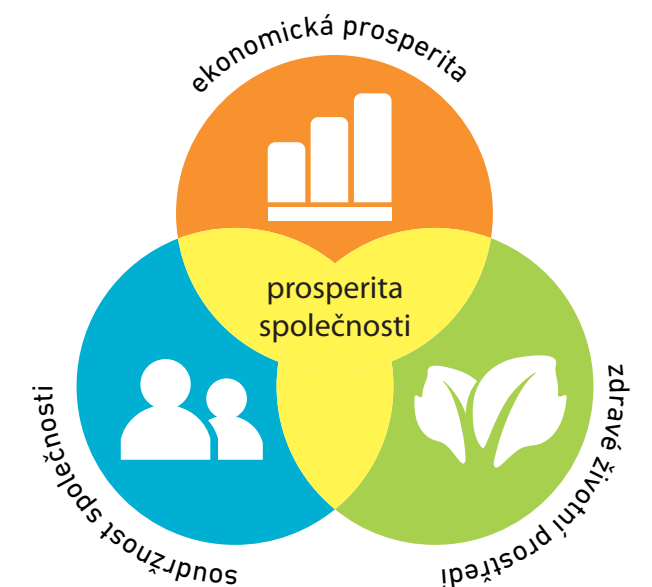 ekonomická prosperita
prosperita
společnosti
soudržnost společnosti
zdravé životní prostředí